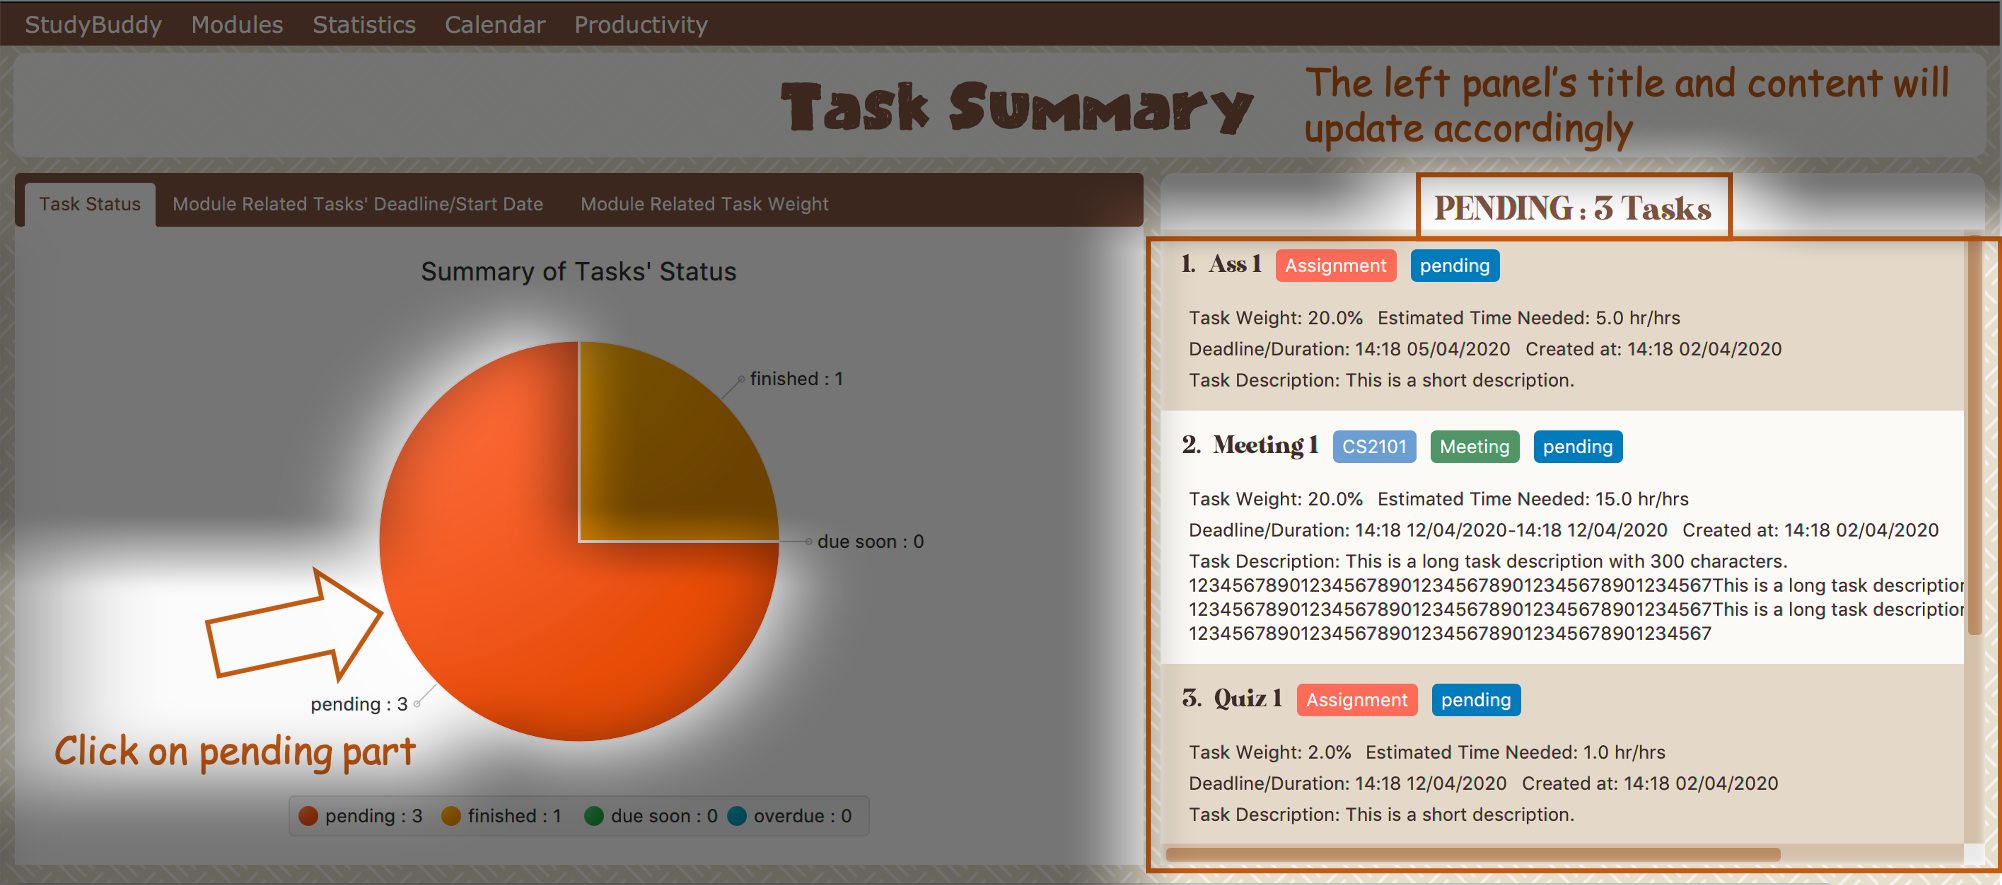 StudyBuddy Modules Statistics Calendar Productivity
Task Summary
The left panel's title and content will
update accordingly
Task Status Module Related Tasks' Deadline/Start Date Module Related Task Weight
Summary of Tasks' Status
finished : 1
due soon : 0
pending : 3
Click on pending part
pending : 3 finished : 1 due soon : 0 overdue : 0
PENDING : 3 Tasks
1. Ass 1 Assignment pending
Task Weight: 20.0% Estimated Time Needed: 5.0 hr/hrs
Deadline/Duration: 14:18 05/04/2020 Created at: 14:18 02/04/2020
Task Description: This is a short description.
2. Meeting 1 CS2101 Meeting pending
Task Weight: 20.0% Estimated Time Needed: 15.0 hr/hrs
Deadline/Duration: 14:18 12/04/2020-14:18 12/04/2020 Created at: 14:18 02/04/2020
Task Description: This is a long task description with 300 characters.
12345678901234567890123456789012345678901234567This is a long task description
12345678901234567890123456789012345678901234567This is a long task description
12345678901234567890123456789012345678901234567
3. Quiz 1 Assignment pending
Task Weight: 2.0% Estimated Time Needed: 1.0 hr/hrs
Deadline/Duration: 14:18 12/04/2020 Created at: 14:18 02/04/2020
Task Description: This is a short description.